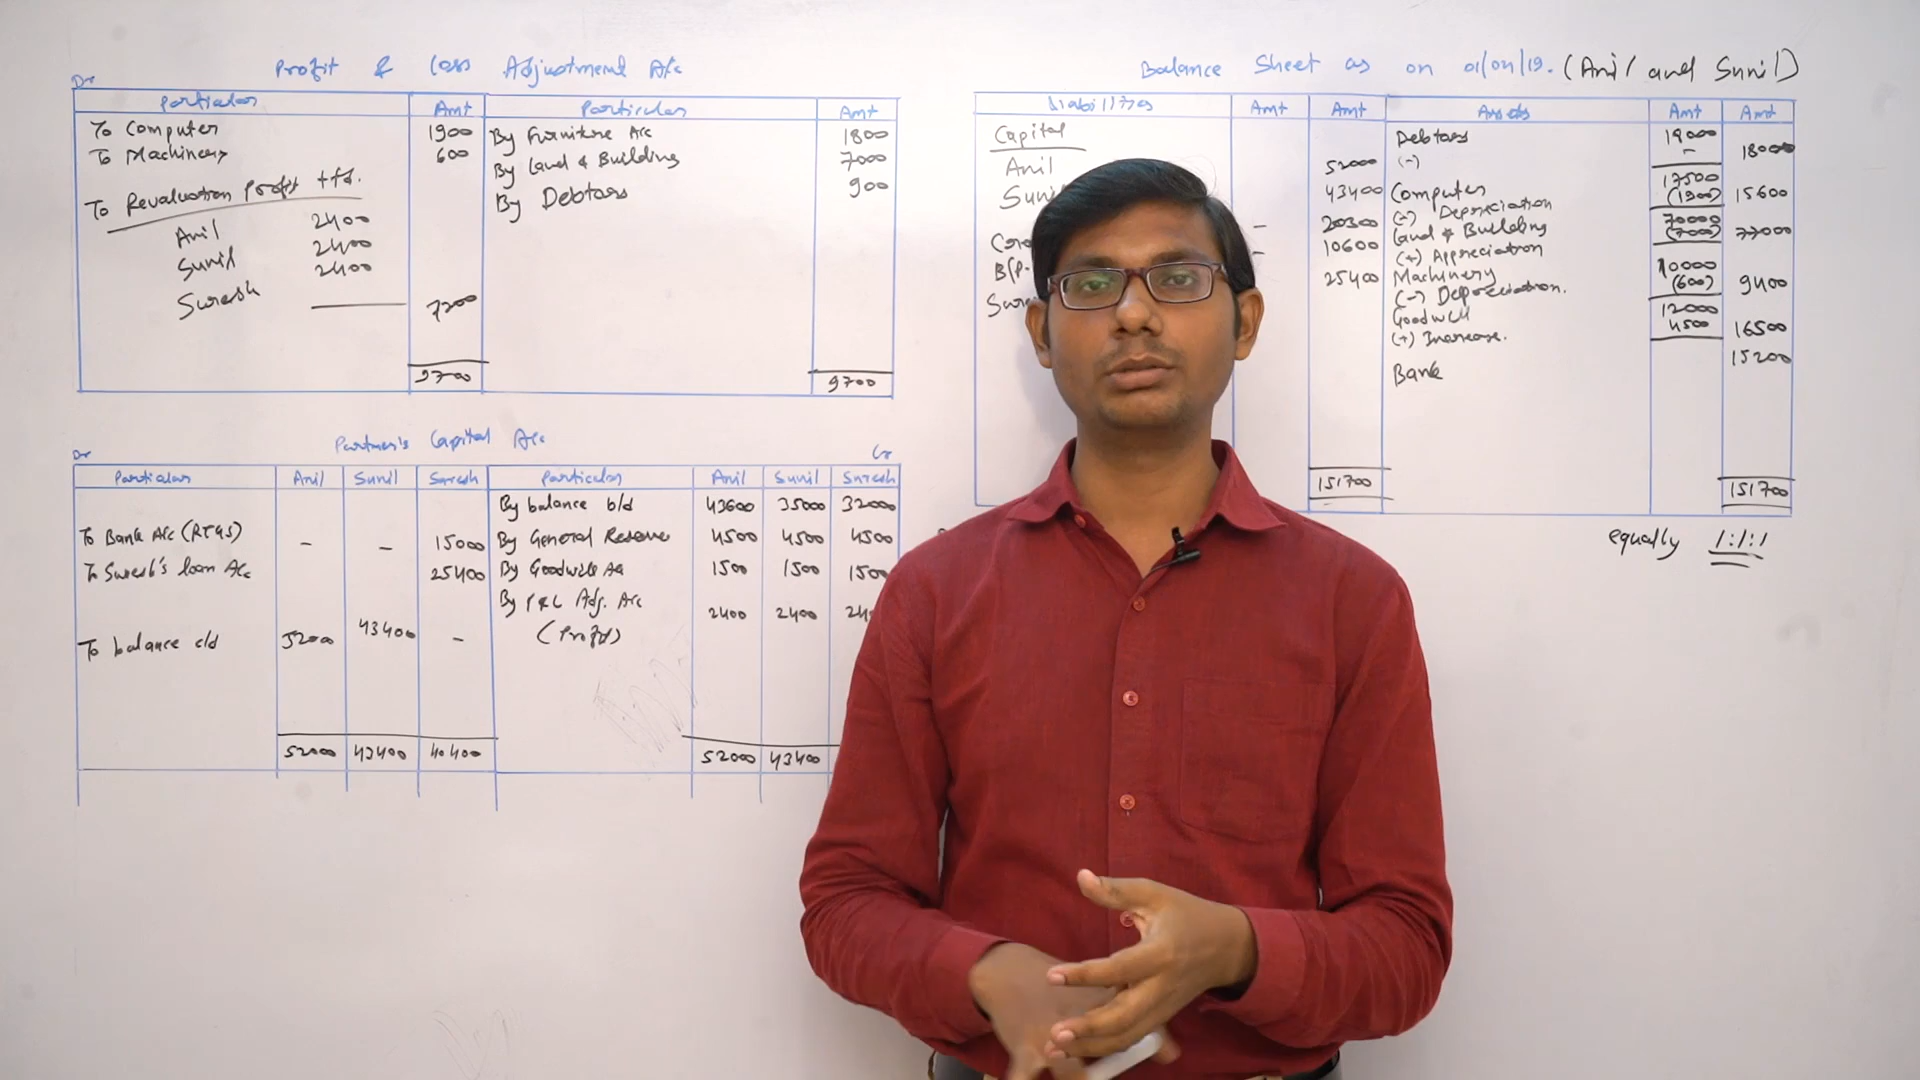 Profit & Loss Adjustment A/c
Dr
Particular Amt Particular Amt
To Computer 1900 By Furniture A/c 1800
To Machinery 600 By Land & Building 7000
To Revaluation Profit tfd. By Debtors 900
Anil 2400
Sunil 2400
Suresh 2400
7200
9700 9700
Partner's Capital A/c
Dr Cr
Particular Anil Sunil Suresh Particular Anil Sunil Suresh
By balance b/d 43600 35000 32000
To Bank A/c (RTGS) - - 15000 By General Reserve 4500 4500 4500
To Suresh's loan A/c 25400 By Goodwill A/c 1500 1500 1500
By P&L Adj. A/c 2400 2400
(Profit)
To balance c/d 52000 43400 -
52000 43400 40400 52000 43400
Balance Sheet as on 01/04/19. (Anil and Sunil)
Liabilities Amt Amt Assets Amt Amt
Capital Debtors 18000
Anil 52000 (-) -
43400 Computer 17500
- 20300 (-) Depreciation (1900) 15600
- 10600 Land & Building 70000
25400 (+) Appreciation (7000) 77000
Machinery 10000
(-) Depreciation. (600) 9400
Goodwill 12000
(+) Increase. 4500 16500
Bank 15200
151700 151700
equally 1:1:1